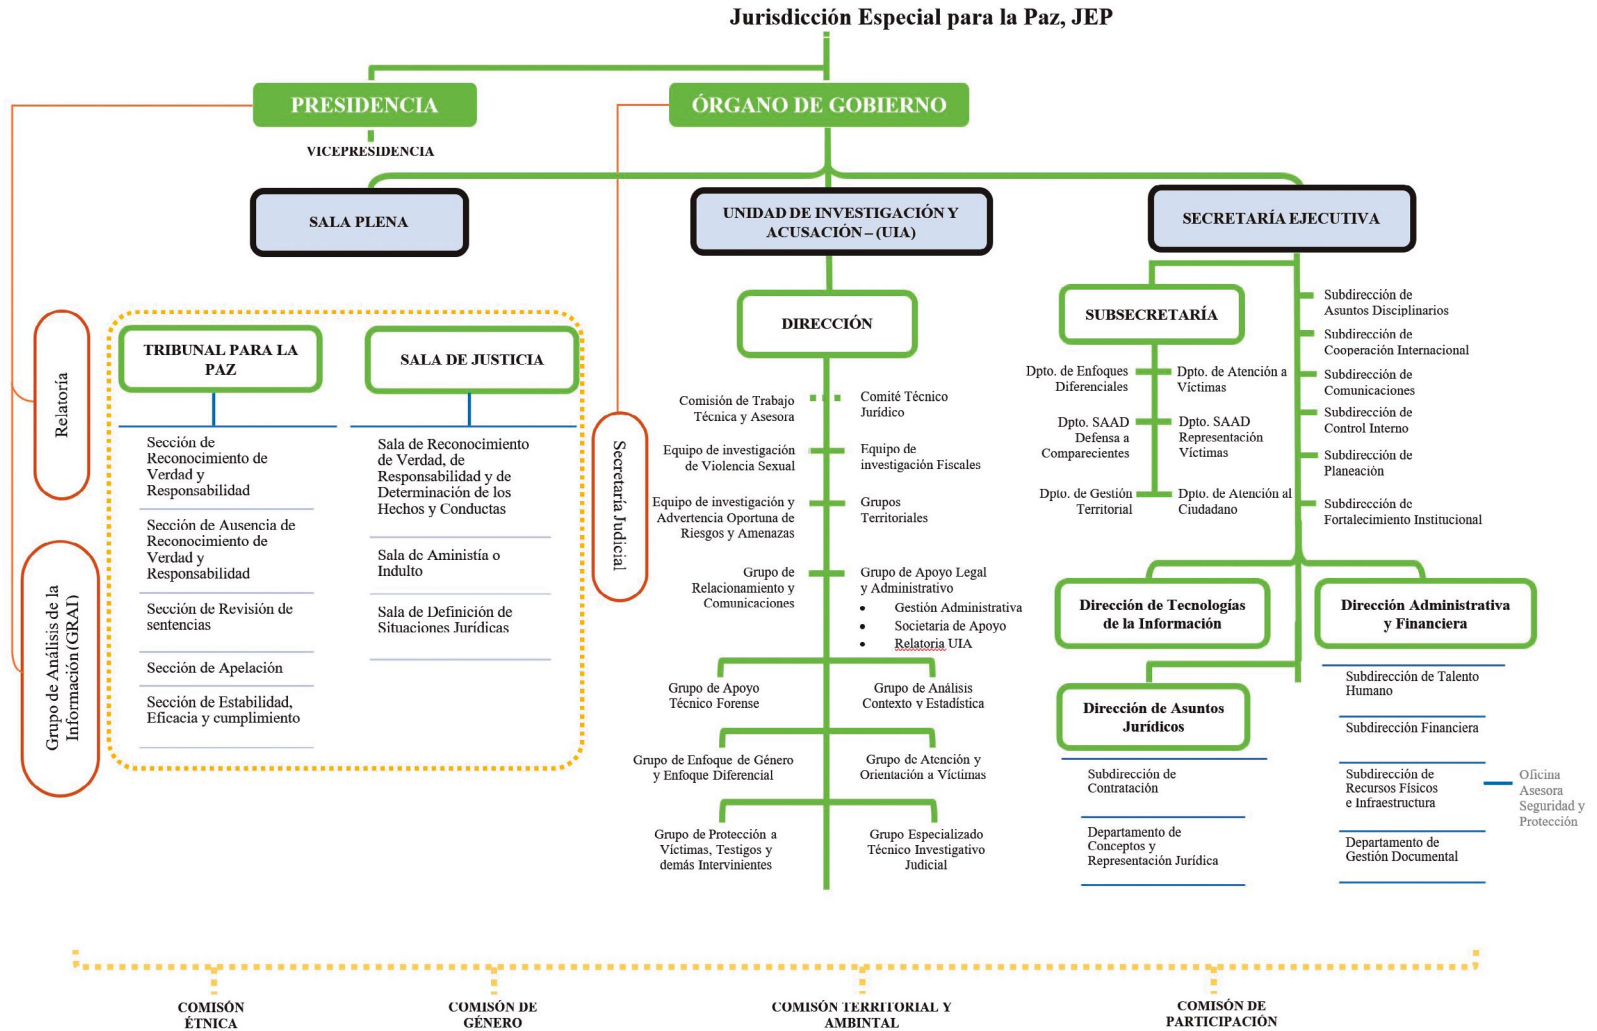 Jurisdicción Especial para la Paz, JEP
PRESIDENCIA
VICEPRESIDENCIA
ÓRGANO DE GOBIERNO
SALA PLENA
UNIDAD DE INVESTIGACIÓN Y
ACUSACIÓN – (UIA)
SECRETARÍA EJECUTIVA
Relatoría
Grupo de Análisis de la
Información (GRAI)
TRIBUNAL PARA LA
PAZ
Sección de
Reconocimiento de
Verdad y
Responsabilidad
Sección de Ausencia de
Reconocimiento de
Verdad y
Responsabilidad
Sección de Revisión de
sentencias
Sección de Apelación
Sección de Estabilidad,
Eficacia y cumplimiento
SALA DE JUSTICIA
Sala de Reconocimiento
de Verdad, de
Responsabilidad y de
Determinación de los
Hechos y Conductas
Sala de Aministía o
Indulto
Sala de Definición de
Situaciones Jurídicas
Secretaría Judicial
DIRECCIÓN
Comisión de Trabajo
Técnica y Asesora
Comité Técnico
Jurídico
Equipo de investigación
de Violencia Sexual
Equipo de
investigación Fiscales
Equipo de investigación y
Advertencia Oportuna de
Riesgos y Amenazas
Grupos
Territoriales
Grupo de
Relacionamiento y
Comunicaciones
Grupo de Apoyo Legal
y Administrativo
• Gestión Administrativa
• Societaria de Apoyo
• Relatoria UIA
Grupo de Apoyo
Técnico Forense
Grupo de Análisis
Contexto y Estadística
Grupo de Enfoque de Género
y Enfoque Diferencial
Grupo de Atención y
Orientación a Víctimas
Grupo de Protección a
Víctimas, Testigos y
demás Intervinientes
Grupo Especializado
Técnico Investigativo
Judicial
SUBSECRETARÍA
Dpto. de Enfoques
Diferenciales
Dpto. de Atención a
Víctimas
Dpto. SAAD
Defensa a
Comparecientes
Dpto. SAAD
Representación
Víctimas
Dpto. de Gestión
Territorial
Dpto. de Atención al
Ciudadano
Subdirección de
Asuntos Disciplinarios
Subdirección de
Cooperación Internacional
Subdirección de
Comunicaciones
Subdirección de
Control Interno
Subdirección de
Planeación
Subdirección de
Fortalecimiento Institucional
Dirección de Tecnologías
de la Información
Dirección Administrativa
y Financiera
Subdirección de Talento
Humano
Subdirección Financiera
Subdirección de
Recursos Físicos
e Infraestructura
Departamento de
Gestión Documental
Oficina
Asesora
Seguridad y
Protección
Dirección de Asuntos
Jurídicos
Subdirección de
Contratación
Departamento de
Conceptos y
Representación Jurídica
COMISÓN
ÉTNICA
COMISÓN DE
GÉNERO
COMISÓN TERRITORIAL Y
AMBINTAL
COMISÓN DE
PARTICIPACIÓN